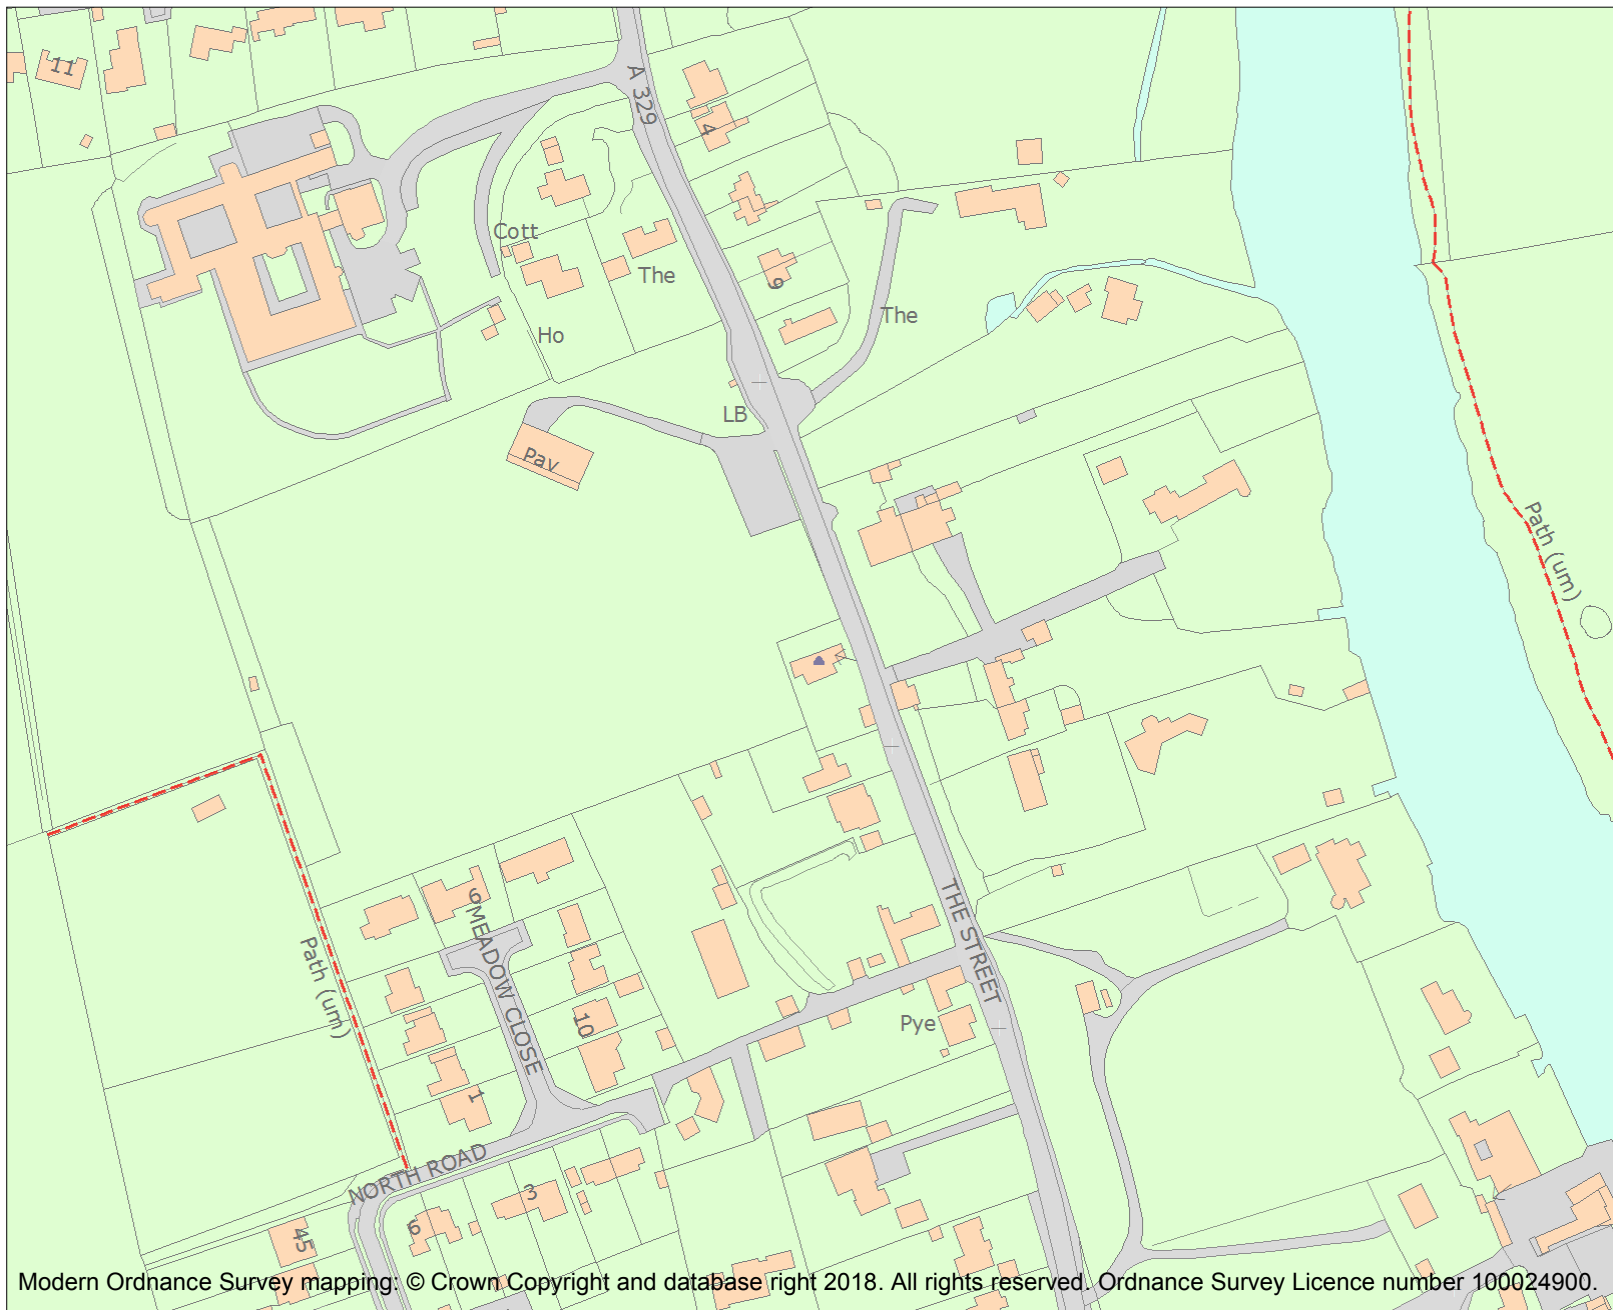 11
A 329
4
Cott
The
9
The
Ho
LB
Pav
Path (um)
THE STREET
9
MEADOW CLOSE
Path (um)
10
Pye
1
NORTH ROAD
3
6
45
Modern Ordnance Survey mapping: © Crown Copyright and database right 2018. All rights reserved. Ordnance Survey Licence number 100024900.